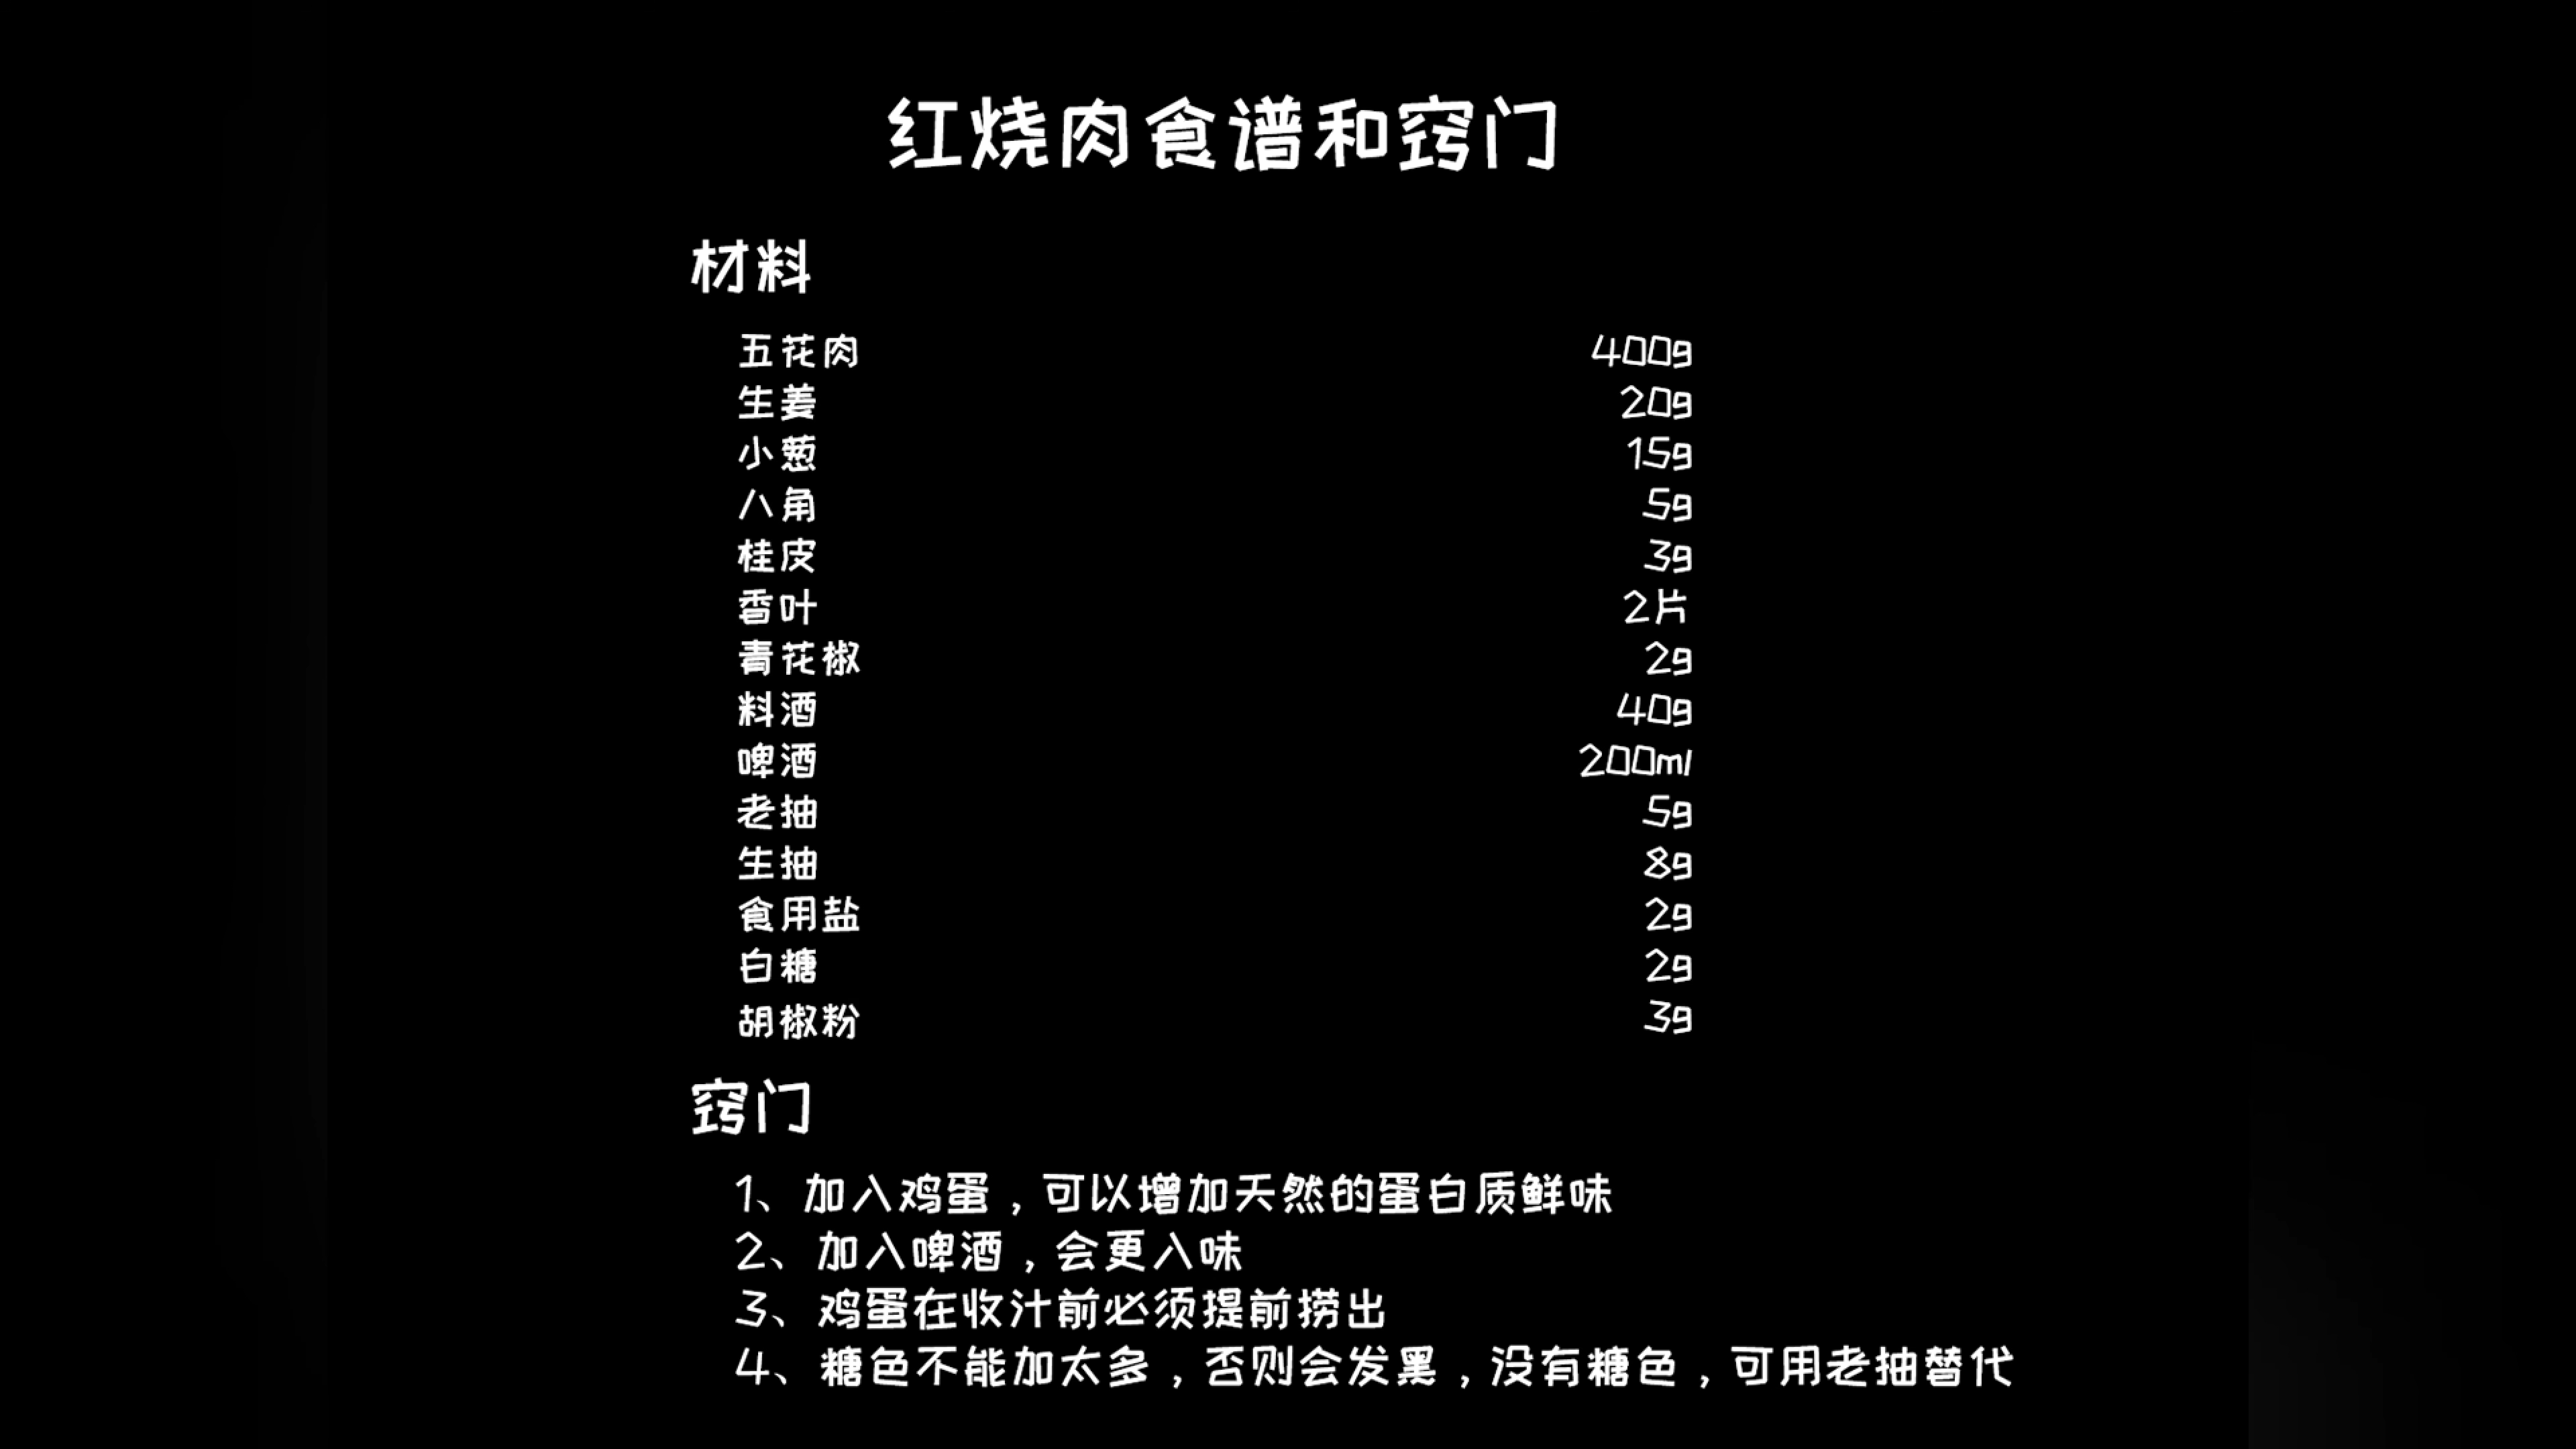 红烧肉食谱和窍门
材料
五花肉 400g
生姜 20g
小葱 15g
八角 5g
桂皮 3g
香叶 2片
青花椒 2g
料酒 40g
啤酒 200ml
老抽 5g
生抽 8g
食用盐 2g
白糖 2g
胡椒粉 3g
窍门
1、加入鸡蛋，可以增加天然的蛋白质鲜味
2、加入啤酒，会更入味
3、鸡蛋在收汁前必须提前捞出
4、糖色不能加太多，否则会发黑，没有糖色，可用老抽替代